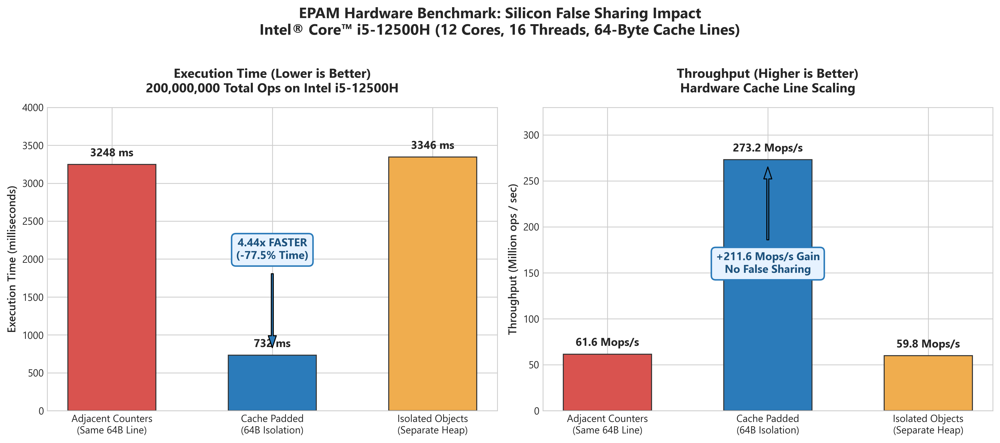 EPAM Hardware Benchmark: Silicon False Sharing Impact
Intel® Core™ i5-12500H (12 Cores, 16 Threads, 64-Byte Cache Lines)
Execution Time (Lower is Better)
200,000,000 Total Ops on Intel i5-12500H
Execution Time (milliseconds)
4000
3500
3000
2500
2000
1500
1000
500
0
3248 ms
732 ms
3346 ms
4.44x FASTER
(-77.5% Time)
Adjacent Counters
(Same 64B Line)
Cache Padded
(64B Isolation)
Isolated Objects
(Separate Heap)
Throughput (Higher is Better)
Hardware Cache Line Scaling
Throughput (Million ops / sec)
300
250
200
150
100
50
0
61.6 Mops/s
273.2 Mops/s
59.8 Mops/s
+211.6 Mops/s Gain
No False Sharing
Adjacent Counters
(Same 64B Line)
Cache Padded
(64B Isolation)
Isolated Objects
(Separate Heap)